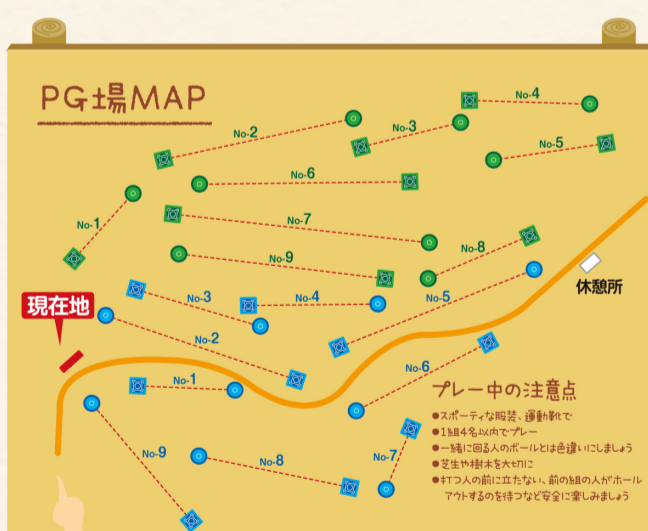 PG場MAP
No-4
No-2
No-3
No-5
No-6
No-1
No-7
No-8
No-9
No-3
No-4
No-5
休憩所
現在地
No-2
No-6
No-1
プレー中の注意点
●スポーティな服装、運動靴で
●1組4名以内でプレー
●一緒に回る人のボールとは色違いにしましょう
●芝生や樹木を大切に
●打つ人の前に立たない、前の組の人がホール
アウトするのを待つなど安全に楽しみましょう
No-9
No-8
No-7